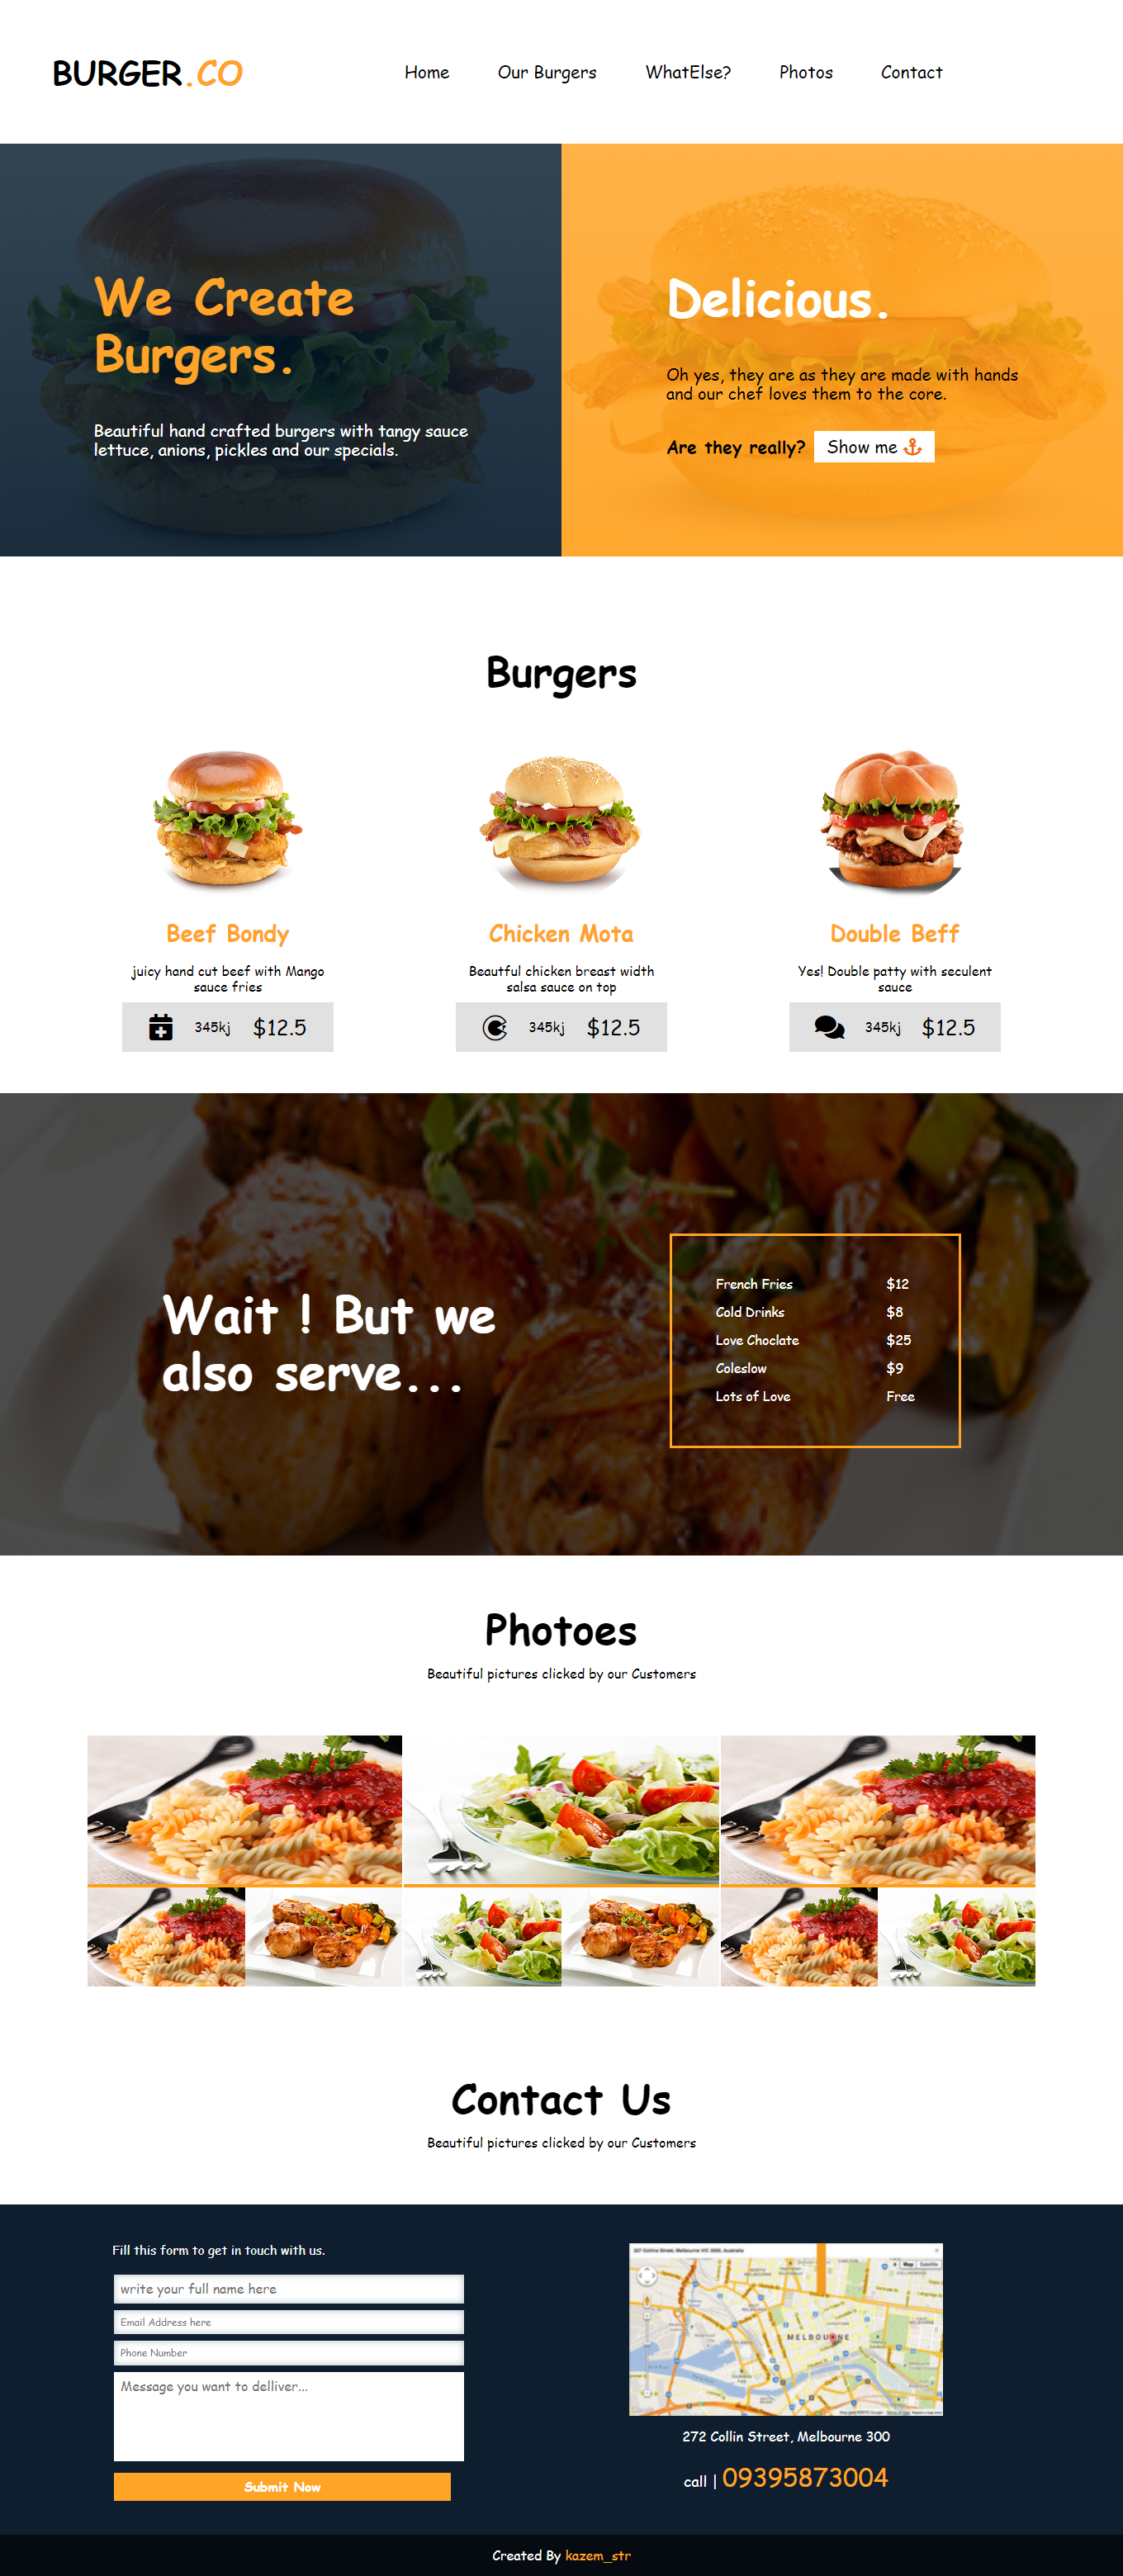 BURGER.CO
Home
Our Burgers
WhatElse?
Photos
Contact
We Create
Burgers.
Beautiful hand crafted burgers with tangy sauce
lettuce, anions, pickles and our specials.
Delicious.
Oh yes, they are as they are made with hands
and our chef loves them to the core.
Are they really? Show me
Burgers
Beef Bondy
juicy hand cut beef with Mango
sauce fries
345kj $12.5
Chicken Mota
Beautful chicken breast width
salsa sauce on top
345kj $12.5
Double Beff
Yes! Double patty with seculent
sauce
345kj $12.5
Wait ! But we
also serve...
French Fries $12
Cold Drinks $8
Love Choclate $25
Coleslow $9
Lots of Love Free
Photoes
Beautiful pictures clicked by our Customers
Contact Us
Beautiful pictures clicked by our Customers
Fill this form to get in touch with us.
write your full name here
Email Address here
Phone Number
Message you want to delliver...
Submit Now
Map Satellite
MELBOURNE
272 Collin Street, Melbourne 300
call | 09395873004
Created By kazem_str